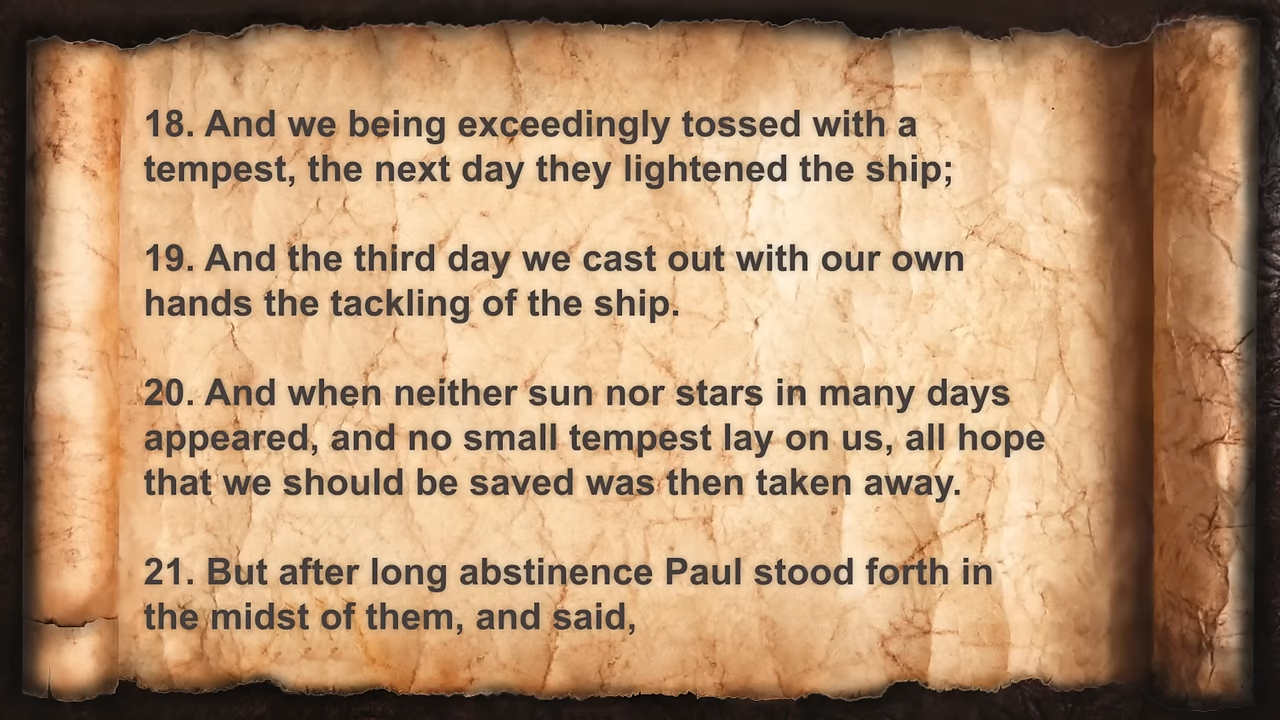 18. And we being exceedingly tossed with a
tempest, the next day they lightened the ship;
19. And the third day we cast out with our own
hands the tackling of the ship.
20. And when neither sun nor stars in many days
appeared, and no small tempest lay on us, all hope
that we should be saved was then taken away.
21. But after long abstinence Paul stood forth in
the midst of them, and said,